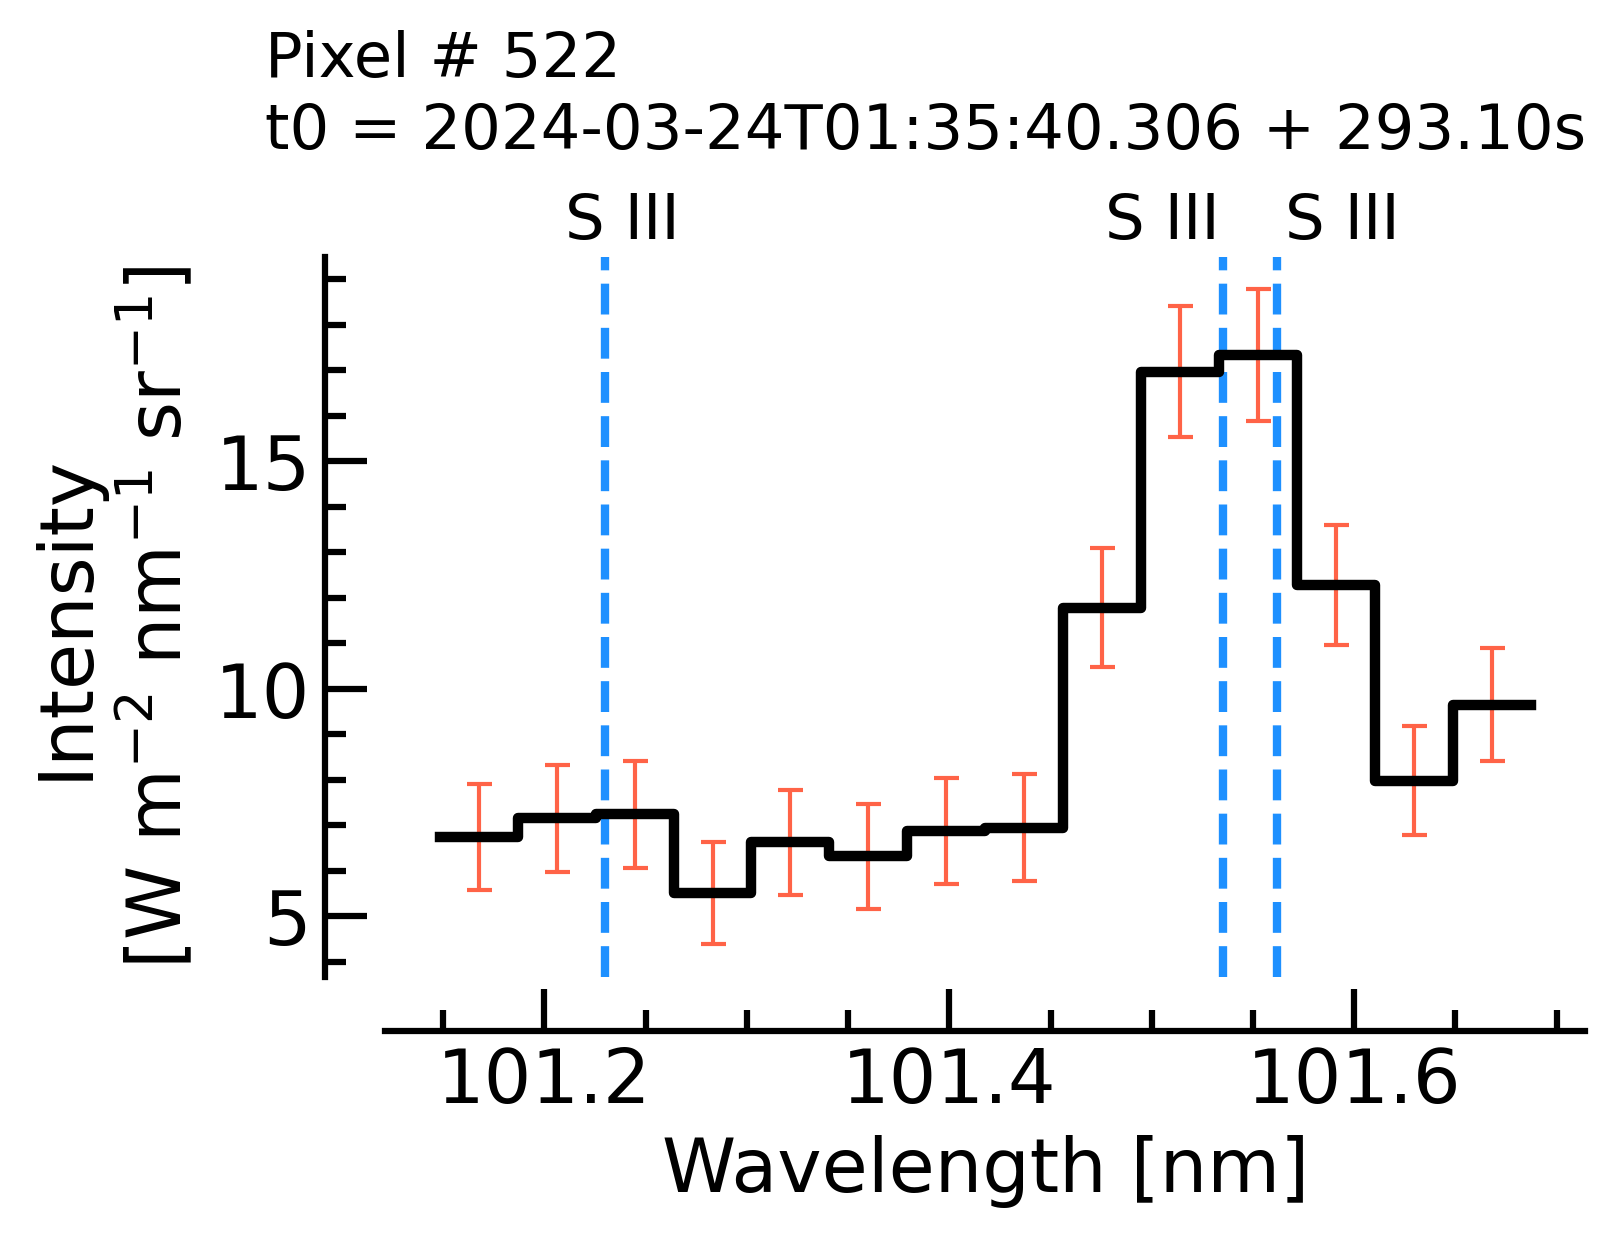 Pixel # 522
t0 = 2024-03-24T01:35:40.306 + 293.10s
S III S III S III
Intensity
[W m⁻² nm⁻¹ sr⁻¹]
15
10
5
101.2 101.4 101.6
Wavelength [nm]